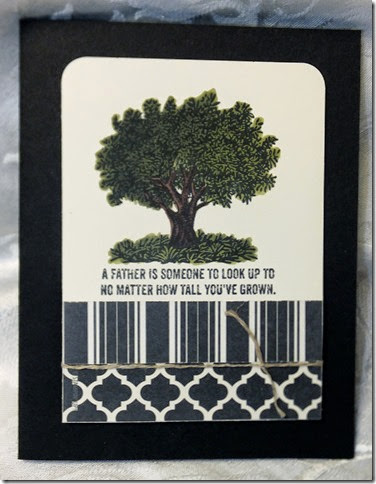 A FATHER IS SOMEONE TO LOOK UP TO
NO MATTER HOW TALL YOU'VE GROWN.